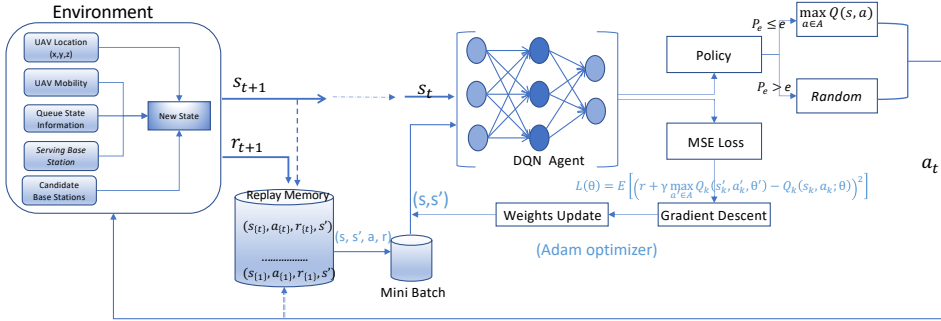 Environment
UAV Location
(x,y,z)
UAV Mobility
Queue State
Information
Serving Base
Station
Candidate
Base Stations
New State
s_{t+1}
r_{t+1}
s_t
DQN Agent
Policy
P_e ≤ e
max Q(s, a)
a∈A
P_e > e
Random
MSE Loss
a_t
L(θ) = E[(r + γ max_{a'∈A} Q_k(s'_k, a'_k, θ') − Q_k(s_k, a_k; θ))^2]
Gradient Descent
Weights Update
(Adam optimizer)
(s,s')
Replay Memory
(s_{t}, a_{t}, r_{t}, s')
..................
(s_{1}, a_{1}, r_{1}, s')
(s, s', a, r)
Mini Batch